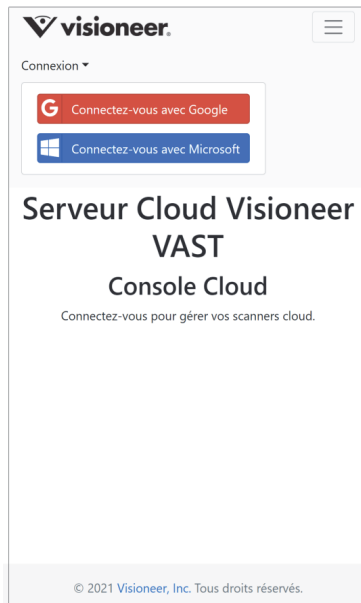 visioneer.
Connexion
Connectez-vous avec Google
Connectez-vous avec Microsoft
Serveur Cloud Visioneer
VAST
Console Cloud
Connectez-vous pour gérer vos scanners cloud.
© 2021 Visioneer, Inc. Tous droits réservés.